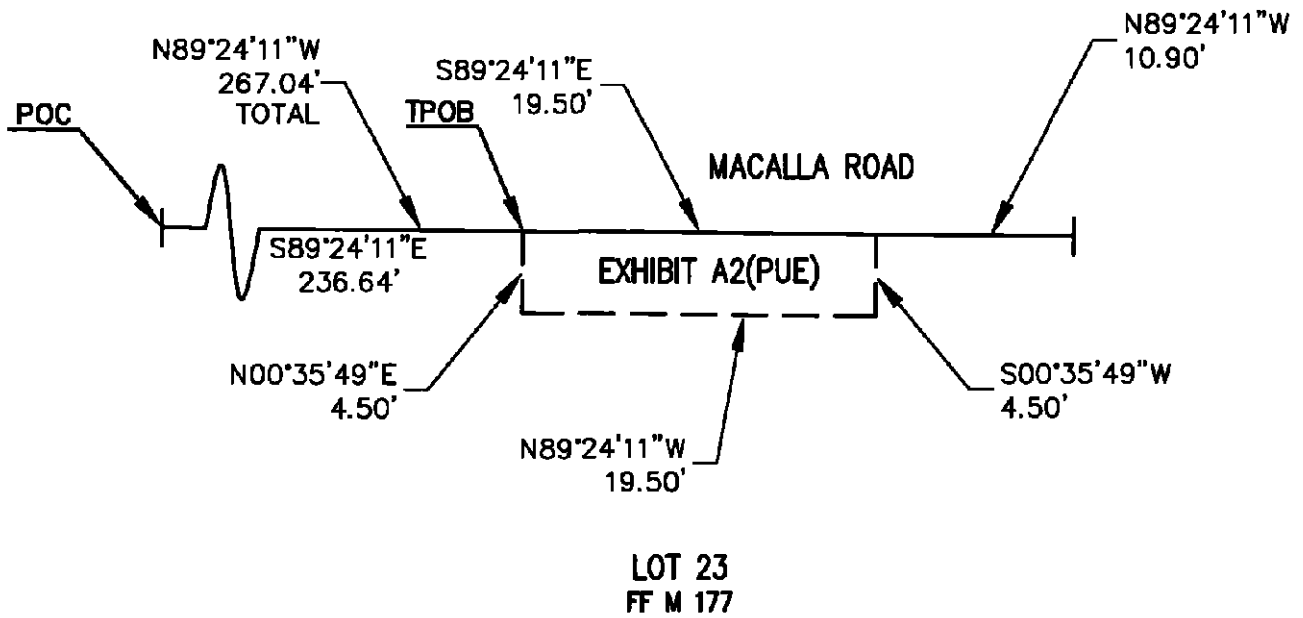 N89°24'11"W
267.04'
TOTAL
S89°24'11"E
19.50'
N89°24'11"W
10.90'
POC
TPOB
MACALLA ROAD
S89°24'11"E
236.64'
EXHIBIT A2(PUE)
N00°35'49"E
4.50'
S00°35'49"W
4.50'
N89°24'11"W
19.50'
LOT 23
FF M 177